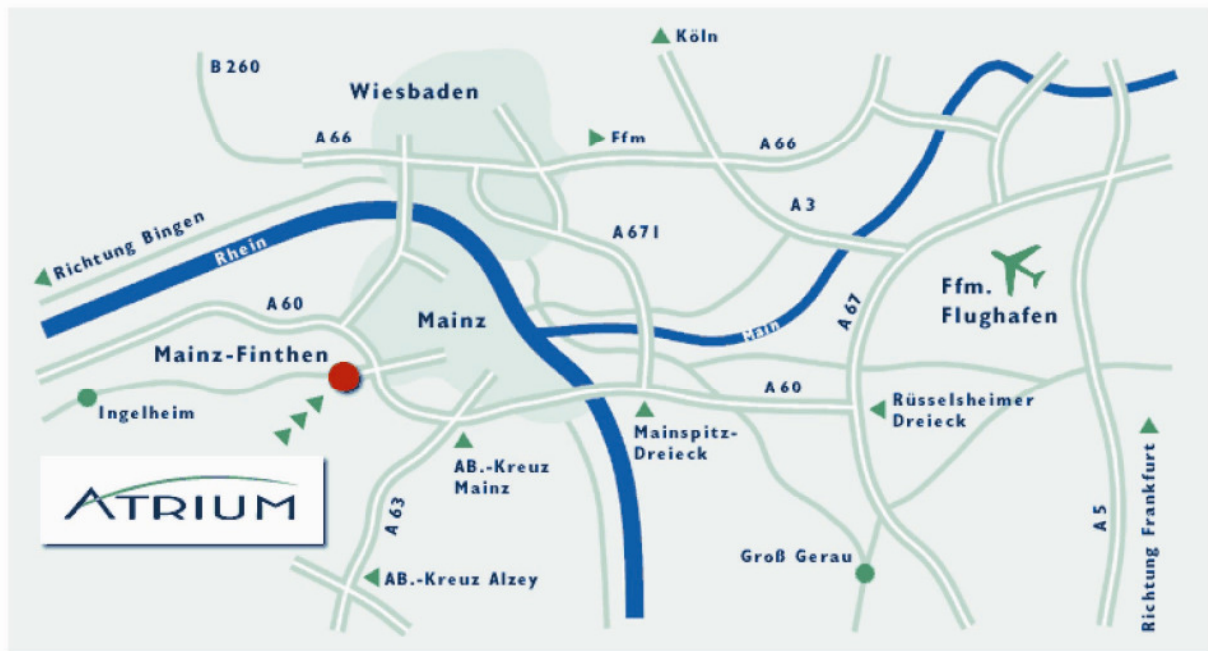 Köln
B 260
Wiesbaden
A 66
Ffm
A 66
A 3
Richtung Bingen
Rhein
A 671
A 60
Mainz
A 67
Ffm.
Flughafen
Main
Mainz-Finthen
A 60
Ingelheim
Rüsselsheimer
Dreieck
Mainspitz-
Dreieck
AB.-Kreuz
Mainz
ATRIUM
A 63
A 5
Richtung Frankfurt
Groß Gerau
AB.-Kreuz Alzey